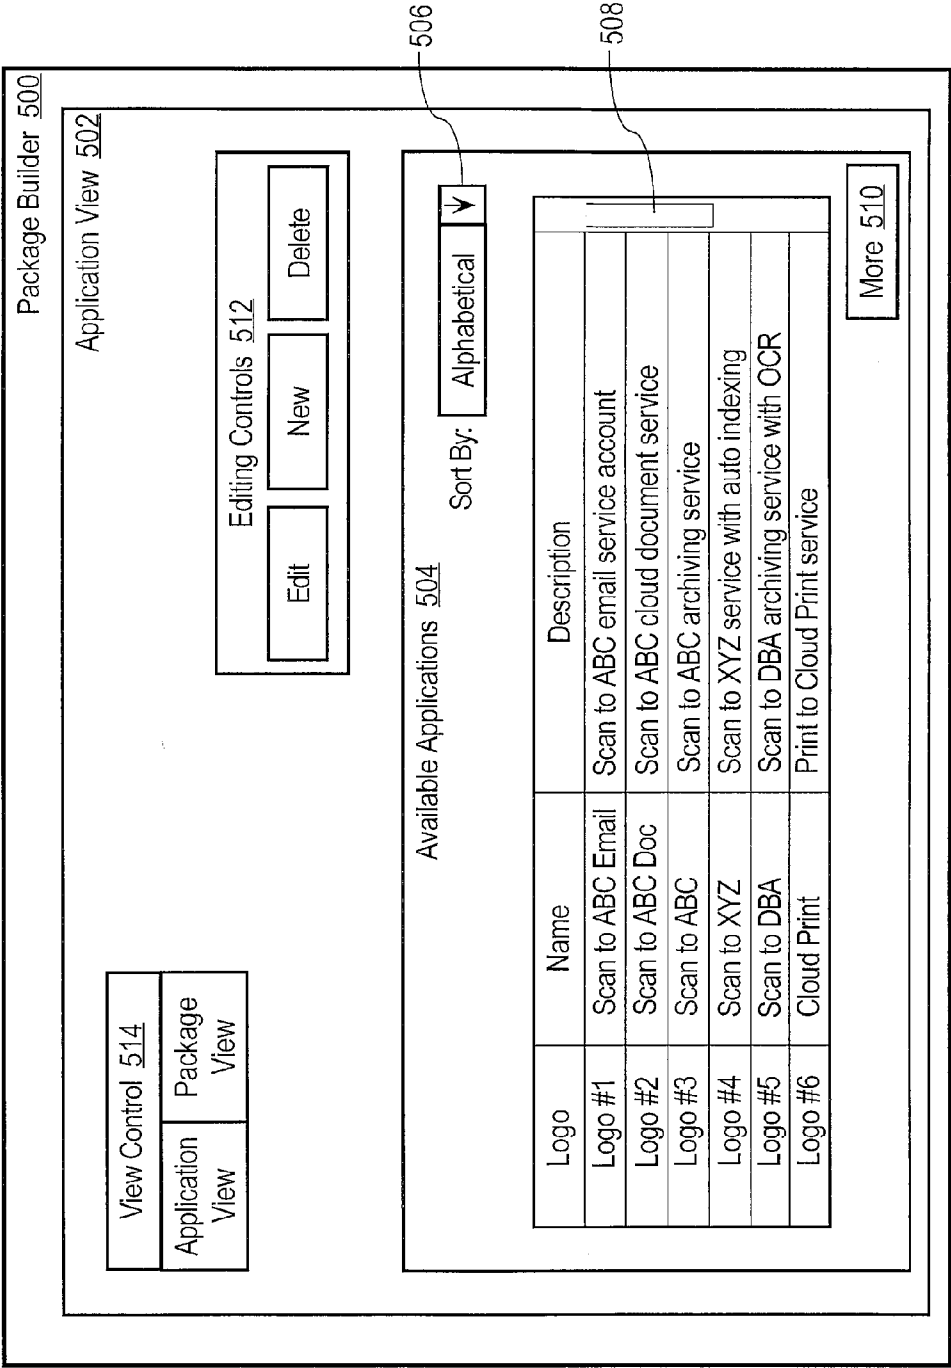 Package Builder 500
Application View 502
View Control 514
Application View
Package View
Editing Controls 512
Edit
New
Delete
Available Applications 504
Sort By: Alphabetical
506
Logo Name Description
Logo #1 Scan to ABC Email Scan to ABC email service account
Logo #2 Scan to ABC Doc Scan to ABC cloud document service
Logo #3 Scan to ABC Scan to ABC archiving service
Logo #4 Scan to XYZ Scan to XYZ service with auto indexing
Logo #5 Scan to DBA Scan to DBA archiving service with OCR
Logo #6 Cloud Print Print to Cloud Print service
508
More 510